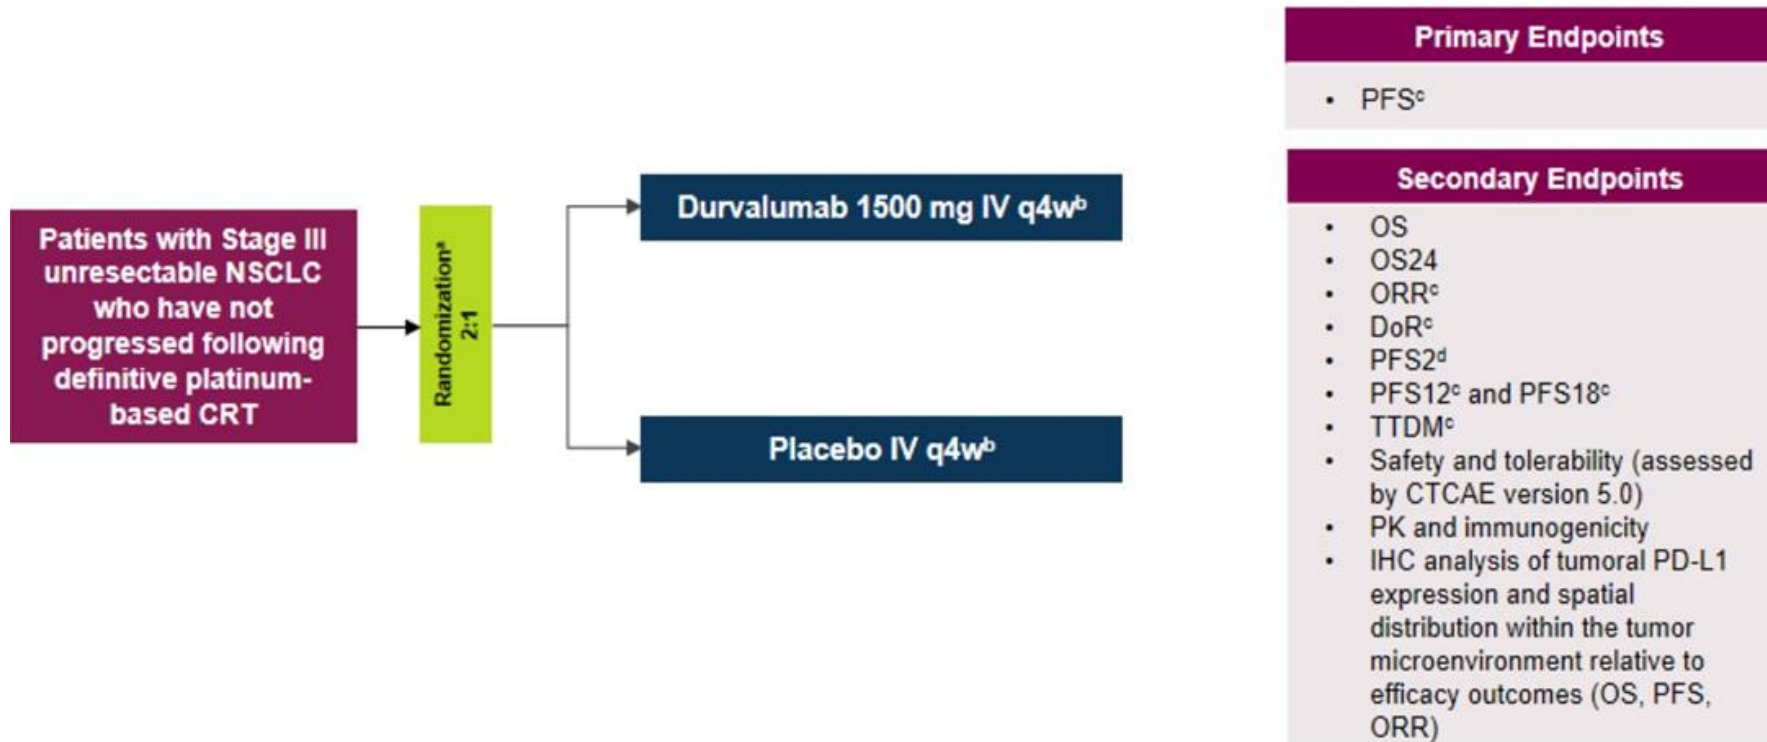 Patients with Stage III
unresectable NSCLC
who have not
progressed following
definitive platinum-
based CRT
Randomizationᵃ
2:1
Durvalumab 1500 mg IV q4wᵇ
Placebo IV q4wᵇ
Primary Endpoints
• PFSᶜ
Secondary Endpoints
• OS
• OS24
• ORRᶜ
• DoRᶜ
• PFS2ᵈ
• PFS12ᶜ and PFS18ᶜ
• TTDMᶜ
• Safety and tolerability (assessed
by CTCAE version 5.0)
• PK and immunogenicity
• IHC analysis of tumoral PD-L1
expression and spatial
distribution within the tumor
microenvironment relative to
efficacy outcomes (OS, PFS,
ORR)